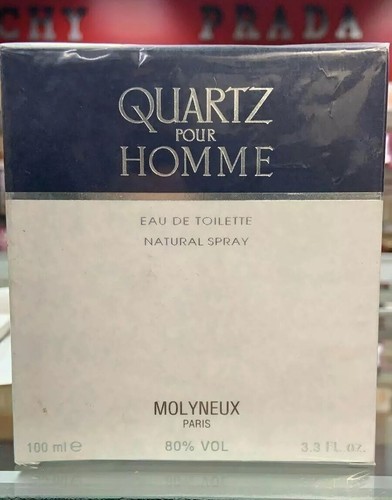 CHY PRADA
QUARTZ
POUR
HOMME
EAU DE TOILETTE
NATURAL SPRAY
MOLYNEUX
PARIS
100 ml e 80% VOL 3.3 FL. oz.